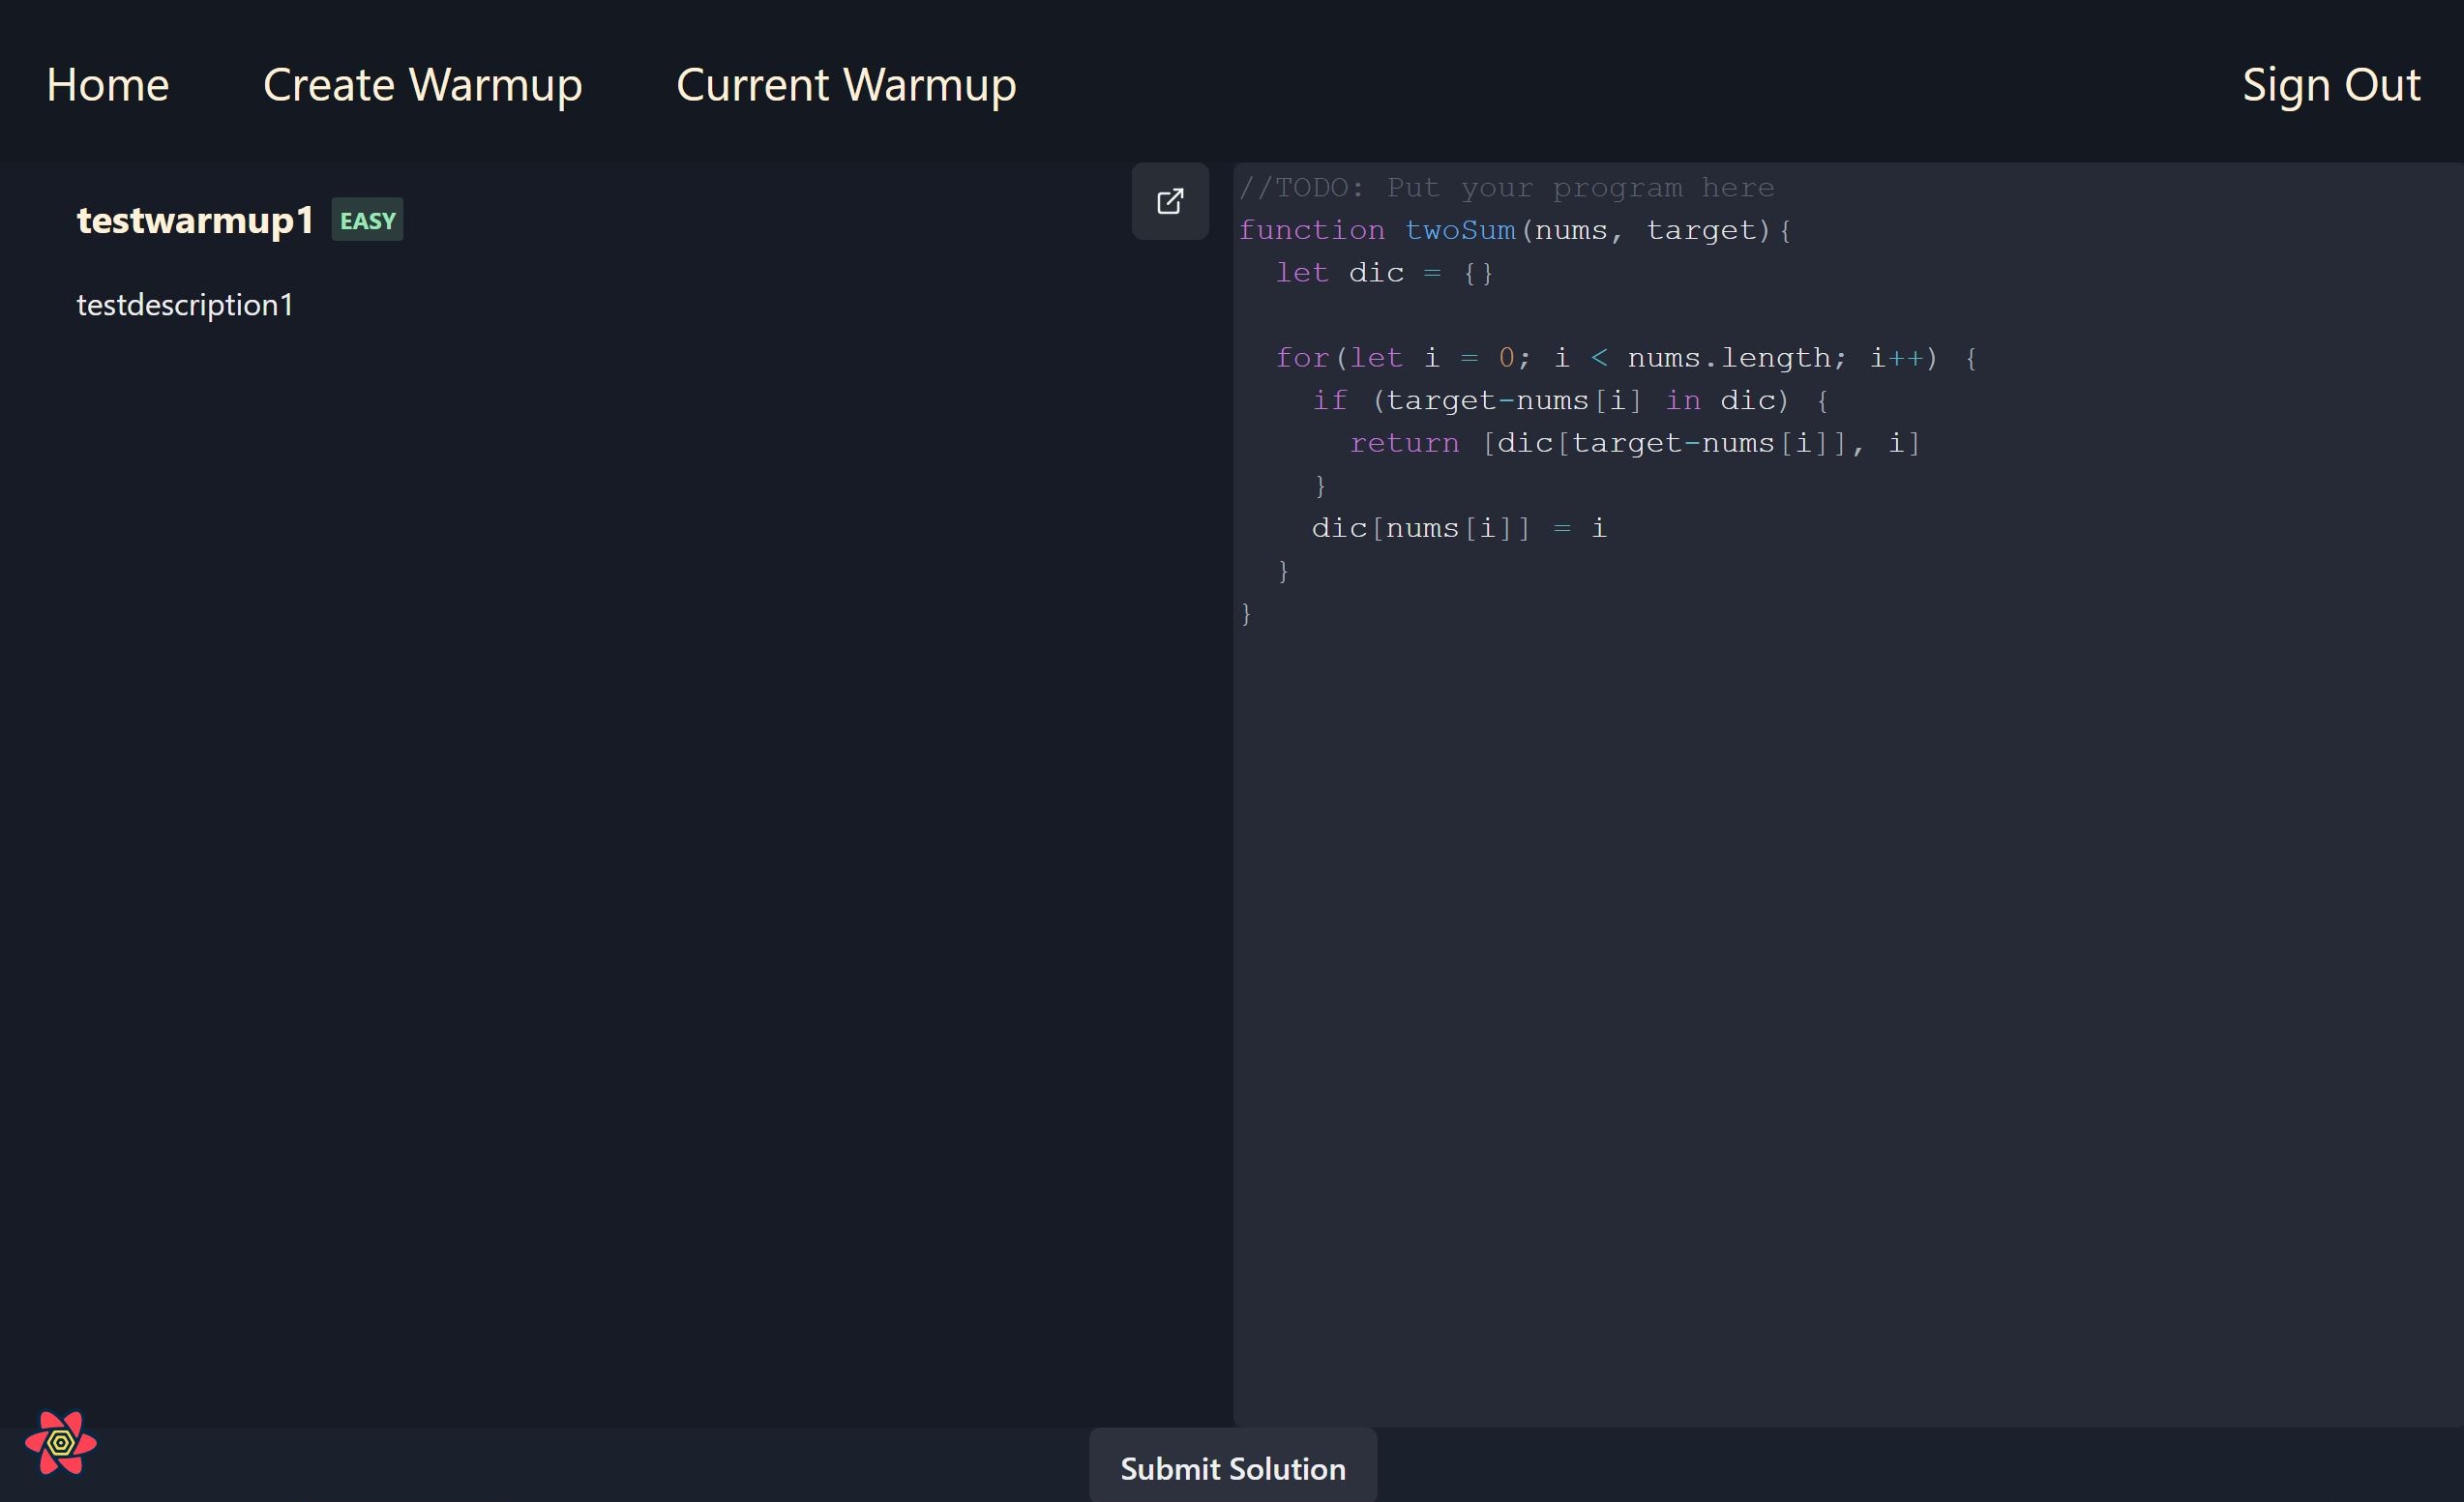 Home Create Warmup Current Warmup Sign Out
testwarmup1 EASY
testdescription1
//TODO: Put your program here
function twoSum(nums, target){
  let dic = {}
  for(let i = 0; i < nums.length; i++) {
    if (target-nums[i] in dic) {
      return [dic[target-nums[i]], i]
    }
    dic[nums[i]] = i
  }
}
Submit Solution